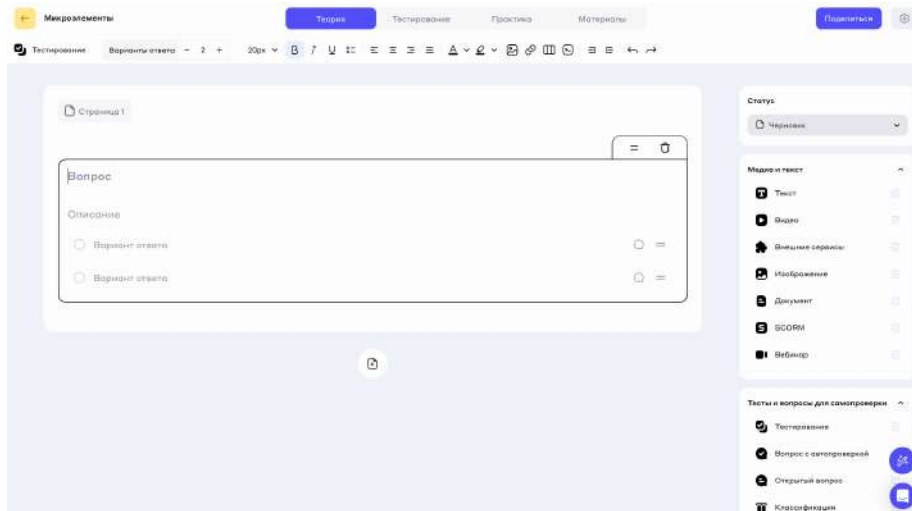 Микроэлементы
Теория
Тестирование
Практика
Материалы
Поделиться
Тестирование
Варианты ответа
− 2 +
20px
B I U
Страница 1
Вопрос
Описание
Вариант ответа
Вариант ответа
Статус
Черновик
Медиа и текст
Текст
Видео
Внешние сервисы
Изображение
Документ
SCORM
Вебинар
Тесты и вопросы для самопроверки
Тестирование
Вопрос с автопроверкой
Открытый вопрос
Классификация